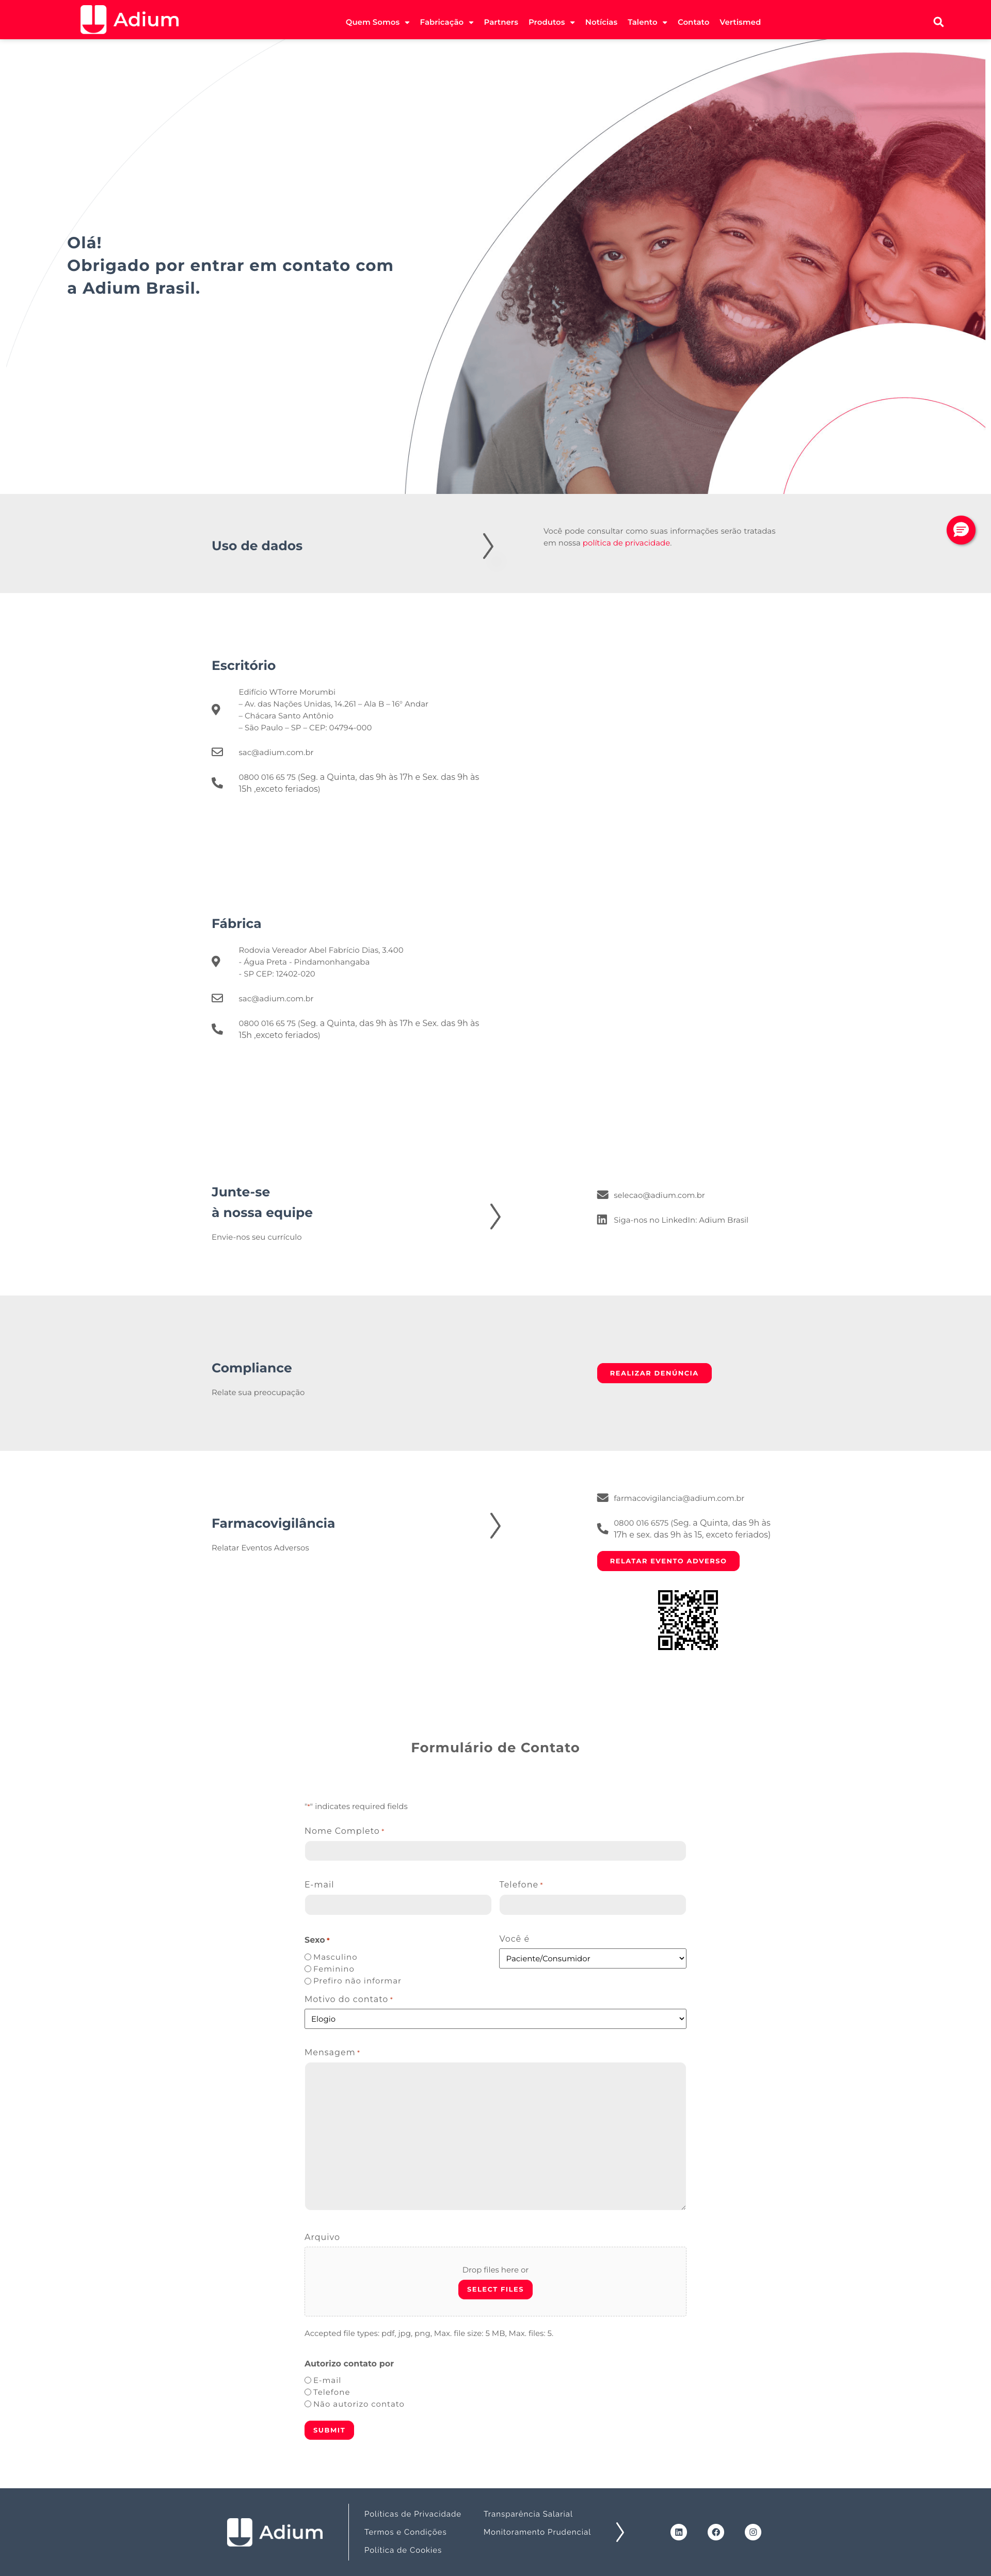 Adium
Quem Somos
Fabricação
Partners
Produtos
Notícias
Talento
Contato
Vertismed
Olá!
Obrigado por entrar em contato com
a Adium Brasil.
Uso de dados
Você pode consultar como suas informações serão tratadas
em nossa política de privacidade.
Escritório
Edifício WTorre Morumbi
– Av. das Nações Unidas, 14.261 – Ala B – 16° Andar
– Chácara Santo Antônio
– São Paulo – SP – CEP: 04794-000
sac@adium.com.br
0800 016 65 75 (Seg. a Quinta, das 9h às 17h e Sex. das 9h às
15h ,exceto feriados)
Fábrica
Rodovia Vereador Abel Fabrício Dias, 3.400
- Água Preta - Pindamonhangaba
- SP CEP: 12402-020
sac@adium.com.br
0800 016 65 75 (Seg. a Quinta, das 9h às 17h e Sex. das 9h às
15h ,exceto feriados)
Junte-se
à nossa equipe
Envie-nos seu currículo
selecao@adium.com.br
Siga-nos no LinkedIn: Adium Brasil
Compliance
Relate sua preocupação
REALIZAR DENÚNCIA
Farmacovigilância
Relatar Eventos Adversos
farmacovigilancia@adium.com.br
0800 016 6575 (Seg. a Quinta, das 9h às
17h e sex. das 9h às 15, exceto feriados)
RELATAR EVENTO ADVERSO
Formulário de Contato
"*" indicates required fields
Nome Completo *
E-mail
Telefone *
Sexo *
Masculino
Feminino
Prefiro não informar
Você é
Paciente/Consumidor
Motivo do contato *
Elogio
Mensagem *
Arquivo
Drop files here or
SELECT FILES
Accepted file types: pdf, jpg, png, Max. file size: 5 MB, Max. files: 5.
Autorizo contato por
E-mail
Telefone
Não autorizo contato
SUBMIT
Adium
Políticas de Privacidade
Termos e Condições
Política de Cookies
Transparência Salarial
Monitoramento Prudencial